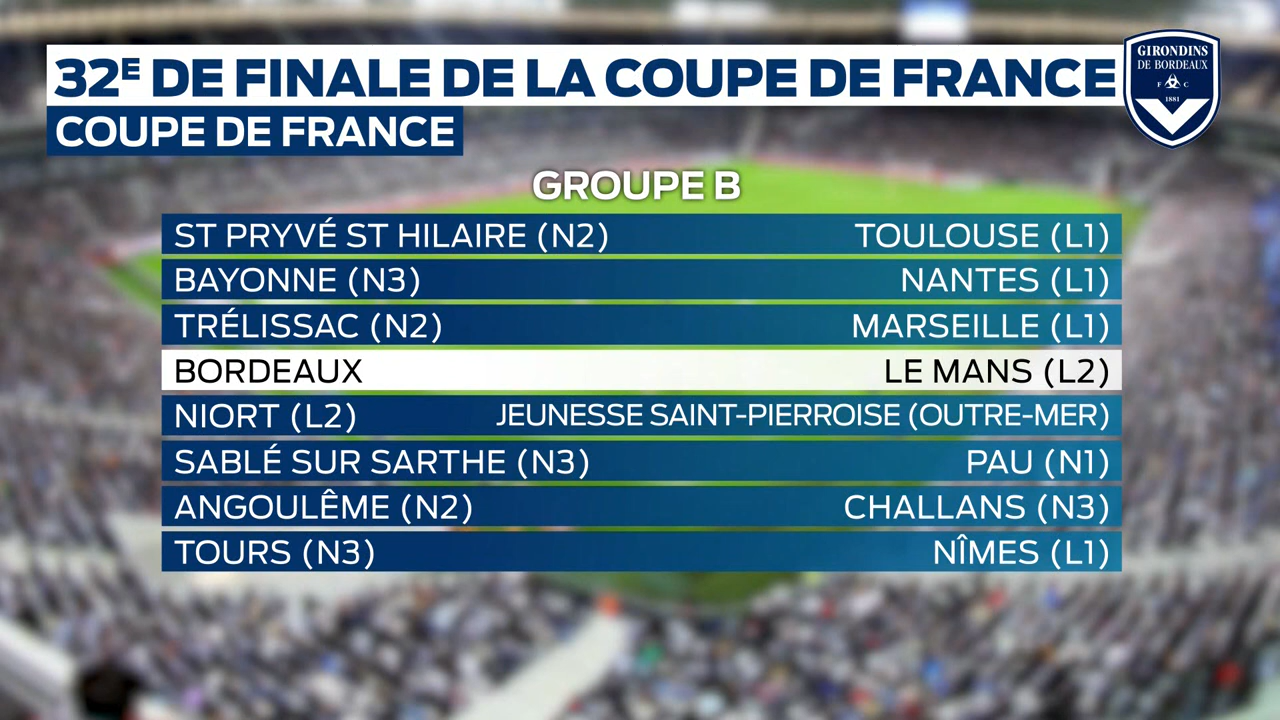 32E DE FINALE DE LA COUPE DE FRANCE
COUPE DE FRANCE
GIRONDINS
DE BORDEAUX
F C
1881
GROUPE B
ST PRYVÉ ST HILAIRE (N2) TOULOUSE (L1)
BAYONNE (N3) NANTES (L1)
TRÉLISSAC (N2) MARSEILLE (L1)
BORDEAUX LE MANS (L2)
NIORT (L2) JEUNESSE SAINT-PIERROISE (OUTRE-MER)
SABLÉ SUR SARTHE (N3) PAU (N1)
ANGOULÊME (N2) CHALLANS (N3)
TOURS (N3) NÎMES (L1)